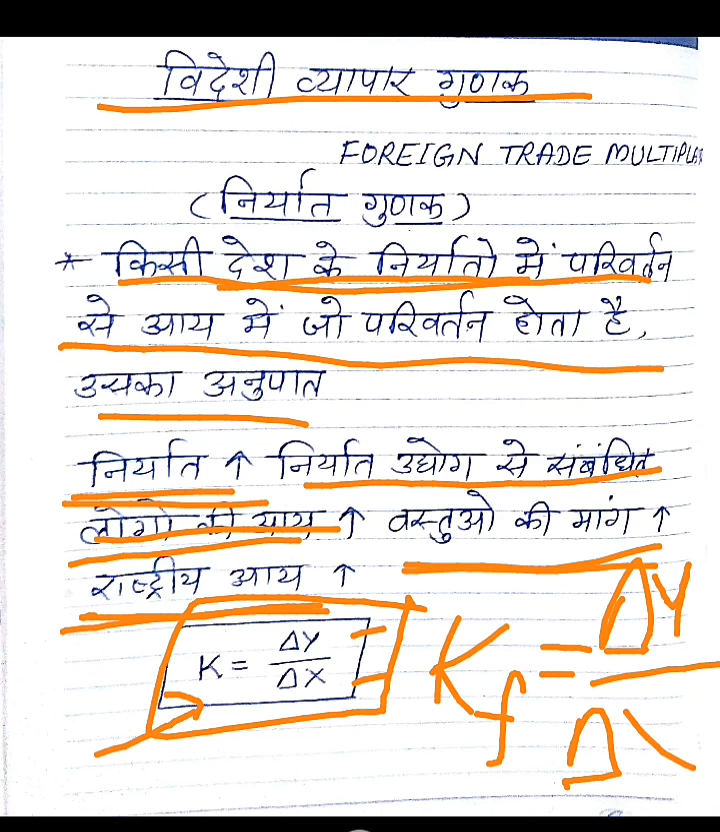 विदेशी व्यापार गुणक
FOREIGN TRADE MULTIPLIER
(निर्यात गुणक)
* किसी देश के निर्यातो में परिवर्तन
से आय में जो परिवर्तन होता है,
उसका अनुपात
निर्यात ↑ निर्यात उद्योग से संबंधित
लोगो की आय ↑ वस्तुओ की मांग ↑
राष्ट्रीय आय ↑
K = ΔY/ΔX
Kf = ΔY/Δ